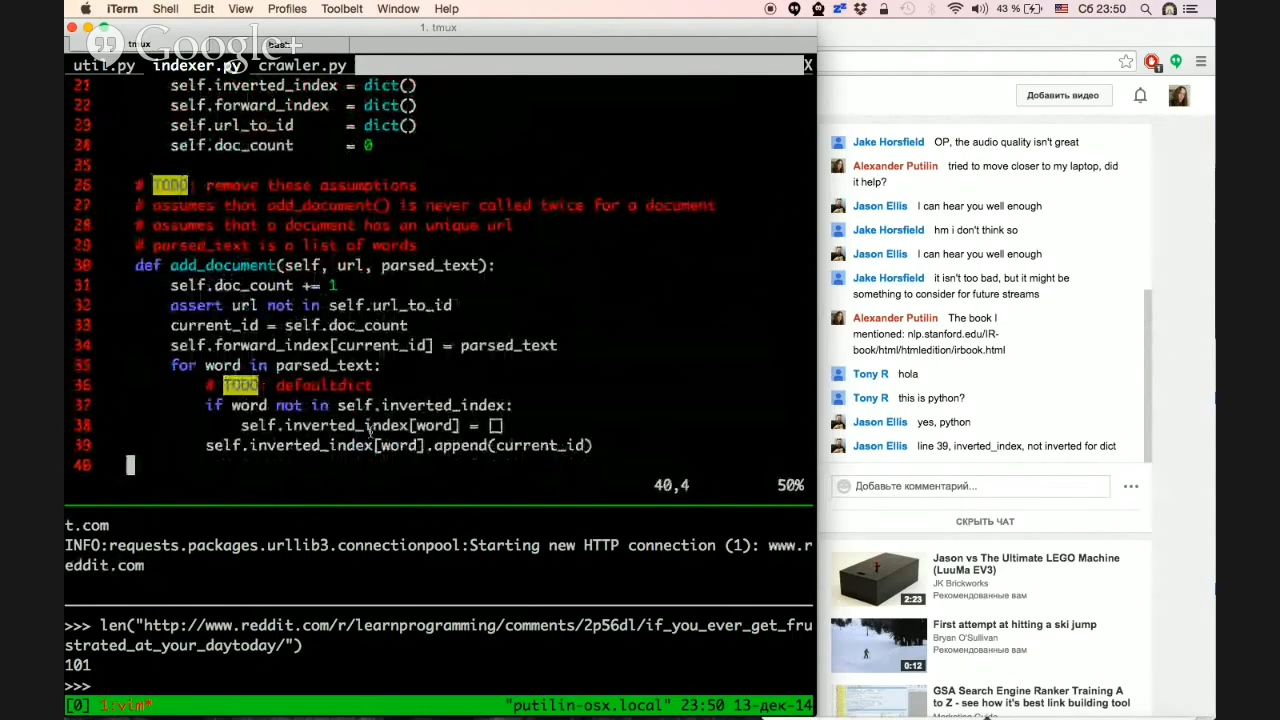 iTerm Shell Edit View Profiles Toolbelt Window Help 43 % Сб 23:50
1. tmux
tmux
Google+
util.py indexer.py crawler.py X
21 self.inverted_index = dict()
22 self.forward_index = dict()
23 self.url_to_id = dict()
24 self.doc_count = 0
25
26 # TODO: remove these assumptions
27 # assumes that add_document() is never called twice for a document
28 # assumes that a document has an unique url
29 # parsed_text is a list of words
30 def add_document(self, url, parsed_text):
31 self.doc_count += 1
32 assert url not in self.url_to_id
33 current_id = self.doc_count
34 self.forward_index[current_id] = parsed_text
35 for word in parsed_text:
36 # TODO: defaultdict
37 if word not in self.inverted_index:
38 self.inverted_index[word] = []
39 self.inverted_index[word].append(current_id)
40
40,4 50%
t.com
INFO:requests.packages.urllib3.connectionpool:Starting new HTTP connection (1): www.r
eddit.com
>>> len("http://www.reddit.com/r/learnprogramming/comments/2p56dl/if_you_ever_get_fru
strated_at_your_daytoday/")
101
>>>
[0] 1:vim* "putilin-osx.local" 23:50 13-дек-14
Добавить видео
Jake Horsfield OP, the audio quality isn't great
Alexander Putilin tried to move closer to my laptop, did
it help?
Jason Ellis I can hear you well enough
Jake Horsfield hm i don't think so
Jason Ellis I can hear you well enough
Jake Horsfield it isn't too bad, but it might be
something to consider for future streams
Alexander Putilin The book I
mentioned: nlp.stanford.edu/IR-
book/html/htmledition/irbook.html
Tony R hola
Tony R this is python?
Jason Ellis yes, python
Jason Ellis line 39, inverted_index, not inverted for dict
Добавьте комментарий...
СКРЫТЬ ЧАТ
Jason vs The Ultimate LEGO Machine
(LuuMa EV3)
JK Brickworks
Рекомендованные вам
2:23
First attempt at hitting a ski jump
Bryan O'Sullivan
Рекомендованные вам
0:12
GSA Search Engine Ranker Training A
to Z - see how it's best link building tool